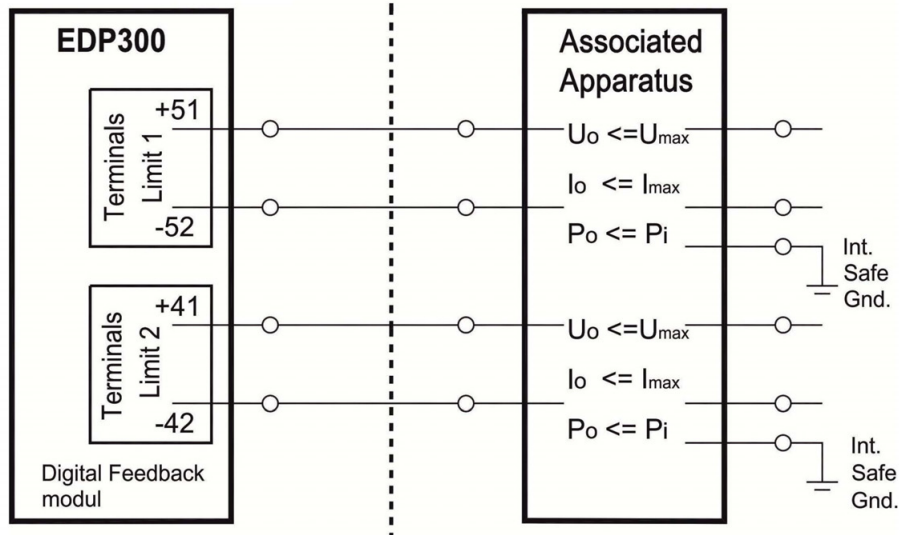 EDP300
Terminals
Limit 1
+51
-52
Terminals
Limit 2
+41
-42
Digital Feedback
modul
Associated
Apparatus
Uo <=Umax
Io <= Imax
Po <= Pi
Int.
Safe
Gnd.
Uo <=Umax
Io <= Imax
Po <= Pi
Int.
Safe
Gnd.